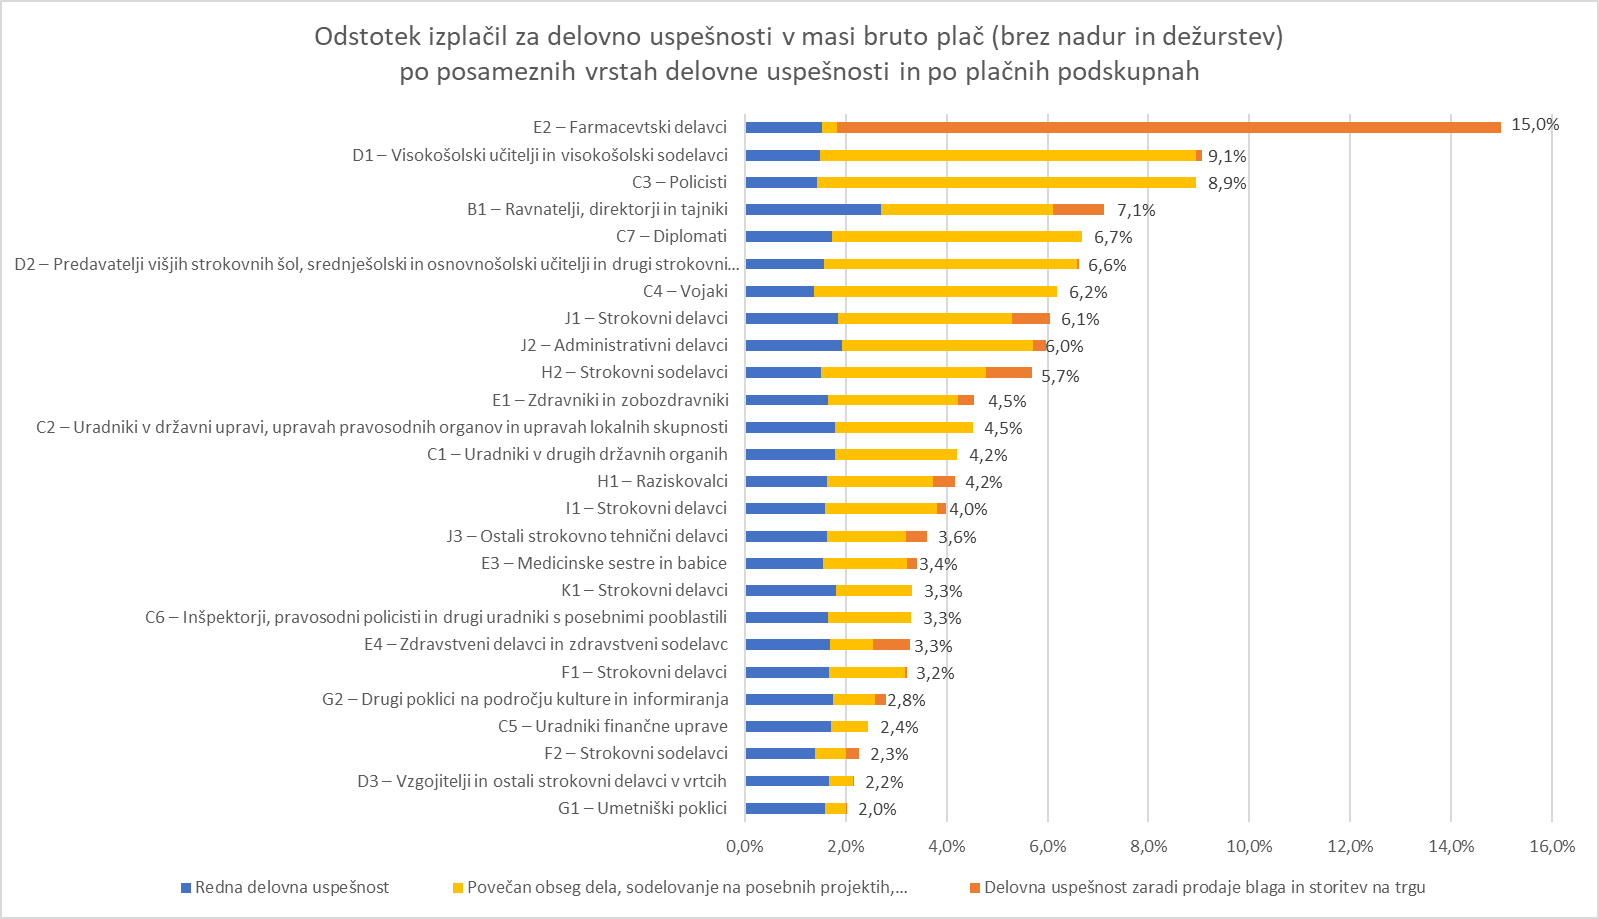 Odstotek izplačil za delovno uspešnosti v masi bruto plač (brez nadur in dežurstev)
po posameznih vrstah delovne uspešnosti in po plačnih podskupnah
E2 – Farmacevtski delavci 15,0%
D1 – Visokošolski učitelji in visokošolski sodelavci 9,1%
C3 – Policisti 8,9%
B1 – Ravnatelji, direktorji in tajniki 7,1%
C7 – Diplomati 6,7%
D2 – Predavatelji višjih strokovnih šol, srednješolski in osnovnošolski učitelji in drugi strokovni... 6,6%
C4 – Vojaki 6,2%
J1 – Strokovni delavci 6,1%
J2 – Administrativni delavci 6,0%
H2 – Strokovni sodelavci 5,7%
E1 – Zdravniki in zobozdravniki 4,5%
C2 – Uradniki v državni upravi, upravah pravosodnih organov in upravah lokalnih skupnosti 4,5%
C1 – Uradniki v drugih državnih organih 4,2%
H1 – Raziskovalci 4,2%
I1 – Strokovni delavci 4,0%
J3 – Ostali strokovno tehnični delavci 3,6%
E3 – Medicinske sestre in babice 3,4%
K1 – Strokovni delavci 3,3%
C6 – Inšpektorji, pravosodni policisti in drugi uradniki s posebnimi pooblastili 3,3%
E4 – Zdravstveni delavci in zdravstveni sodelavc 3,3%
F1 – Strokovni delavci 3,2%
G2 – Drugi poklici na področju kulture in informiranja 2,8%
C5 – Uradniki finančne uprave 2,4%
F2 – Strokovni sodelavci 2,3%
D3 – Vzgojitelji in ostali strokovni delavci v vrtcih 2,2%
G1 – Umetniški poklici 2,0%
0,0% 2,0% 4,0% 6,0% 8,0% 10,0% 12,0% 14,0% 16,0%
Redna delovna uspešnost Povečan obseg dela, sodelovanje na posebnih projektih,... Delovna uspešnost zaradi prodaje blaga in storitev na trgu